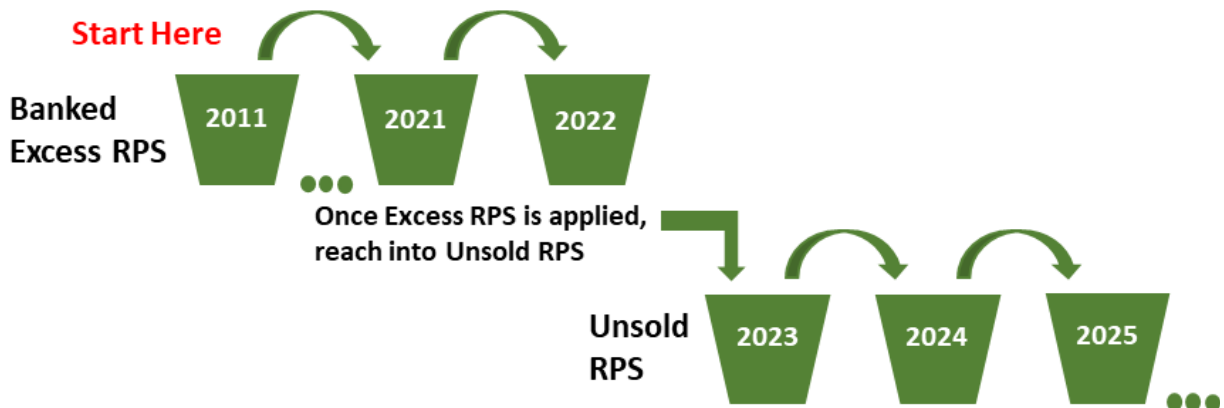 Start Here
Banked
Excess RPS
2011
2021
2022
Once Excess RPS is applied,
reach into Unsold RPS
Unsold
RPS
2023
2024
2025